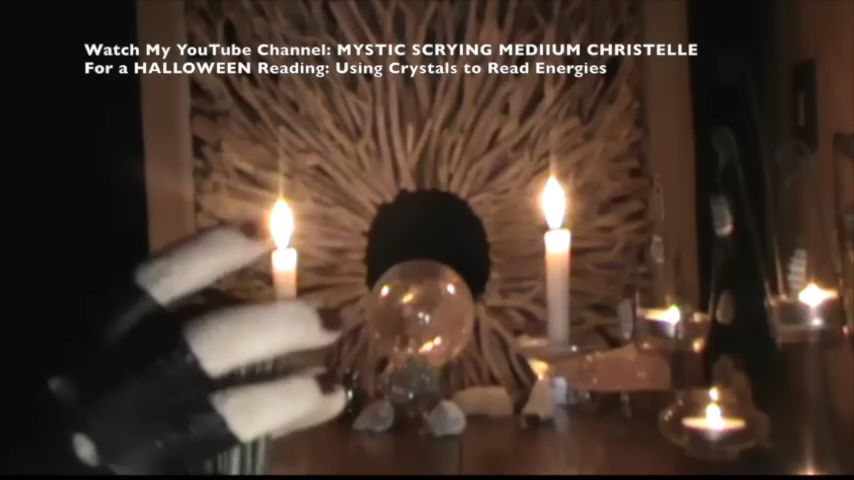 Watch My YouTube Channel: MYSTIC SCRYING MEDIIUM CHRISTELLE
For a HALLOWEEN Reading: Using Crystals to Read Energies